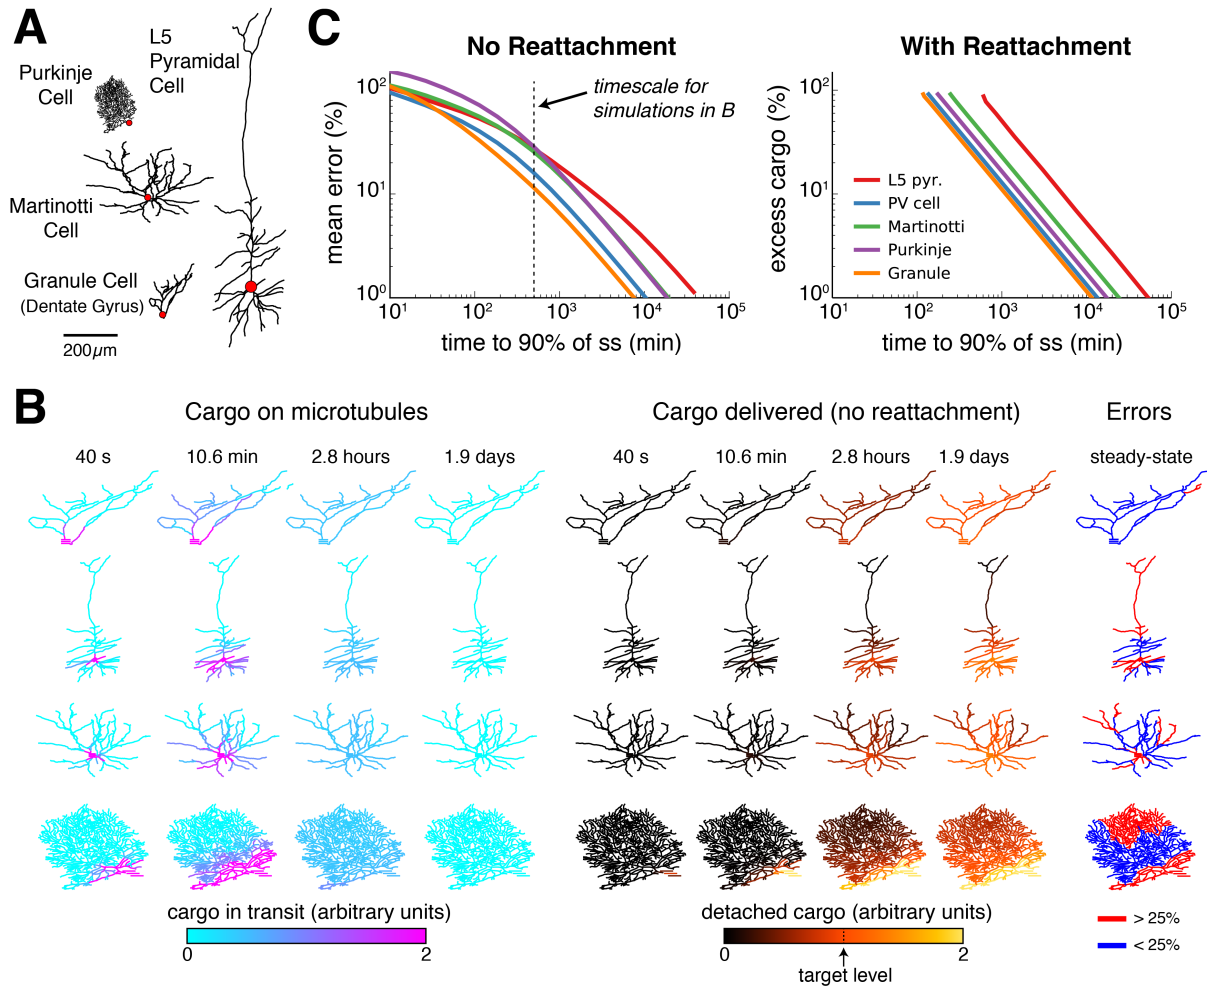 A
L5
Pyramidal
Cell
Purkinje
Cell
Martinotti
Cell
Granule Cell
(Dentate Gyrus)
200µm
C
No Reattachment
timescale for
simulations in B
mean error (%)
10²
10¹
10⁰
10¹ 10² 10³ 10⁴ 10⁵
time to 90% of ss (min)
With Reattachment
excess cargo (%)
10²
10¹
10⁰
L5 pyr.
PV cell
Martinotti
Purkinje
Granule
10¹ 10² 10³ 10⁴ 10⁵
time to 90% of ss (min)
B
Cargo on microtubules
40 s 10.6 min 2.8 hours 1.9 days
cargo in transit (arbitrary units)
0 2
Cargo delivered (no reattachment)
40 s 10.6 min 2.8 hours 1.9 days
detached cargo (arbitrary units)
0 2
target level
Errors
steady-state
> 25%
< 25%